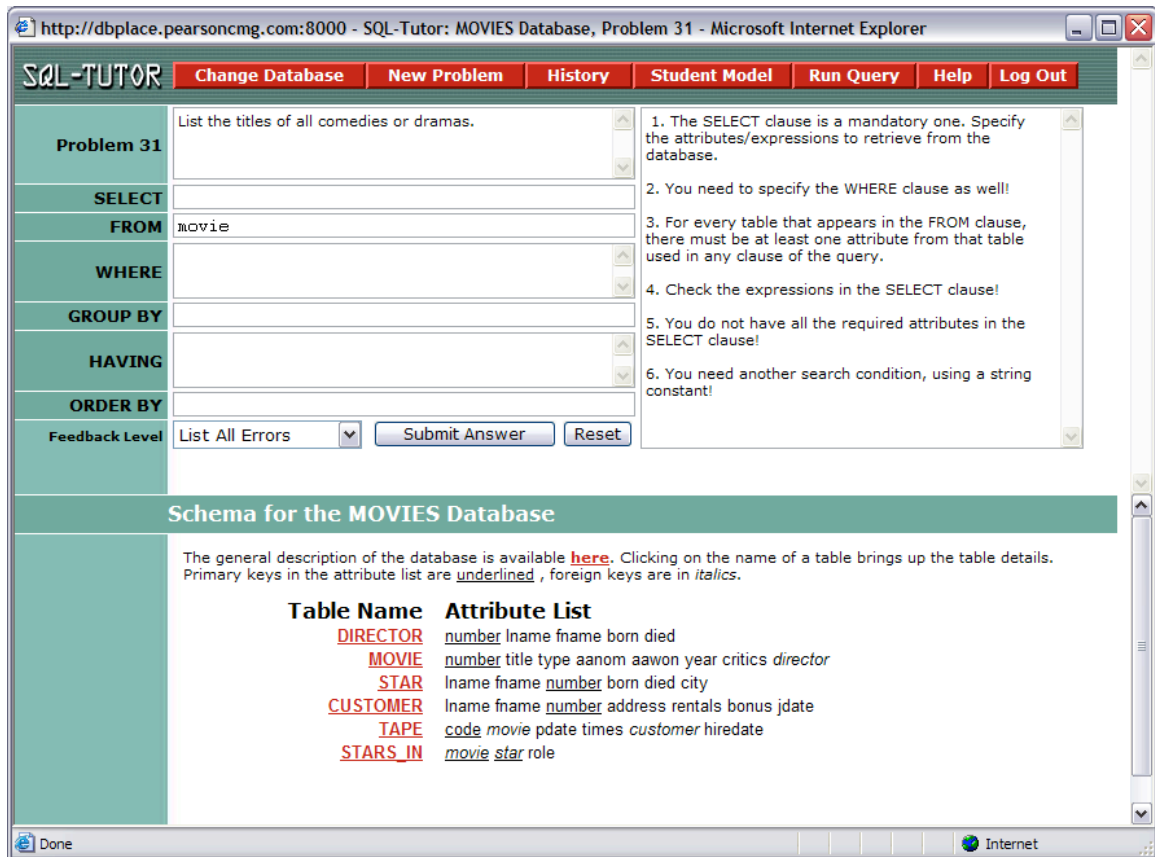 http://dbplace.pearsoncmg.com:8000 - SQL-Tutor: MOVIES Database, Problem 31 - Microsoft Internet Explorer
SQL-TUTOR Change Database New Problem History Student Model Run Query Help Log Out
Problem 31
List the titles of all comedies or dramas.
SELECT
FROM movie
WHERE
GROUP BY
HAVING
ORDER BY
Feedback Level List All Errors Submit Answer Reset
1. The SELECT clause is a mandatory one. Specify
the attributes/expressions to retrieve from the
database.
2. You need to specify the WHERE clause as well!
3. For every table that appears in the FROM clause,
there must be at least one attribute from that table
used in any clause of the query.
4. Check the expressions in the SELECT clause!
5. You do not have all the required attributes in the
SELECT clause!
6. You need another search condition, using a string
constant!
Schema for the MOVIES Database
The general description of the database is available here. Clicking on the name of a table brings up the table details.
Primary keys in the attribute list are underlined , foreign keys are in italics.
Table Name Attribute List
DIRECTOR number lname fname born died
MOVIE number title type aanom aawon year critics director
STAR lname fname number born died city
CUSTOMER lname fname number address rentals bonus jdate
TAPE code movie pdate times customer hiredate
STARS_IN movie star role
Done Internet